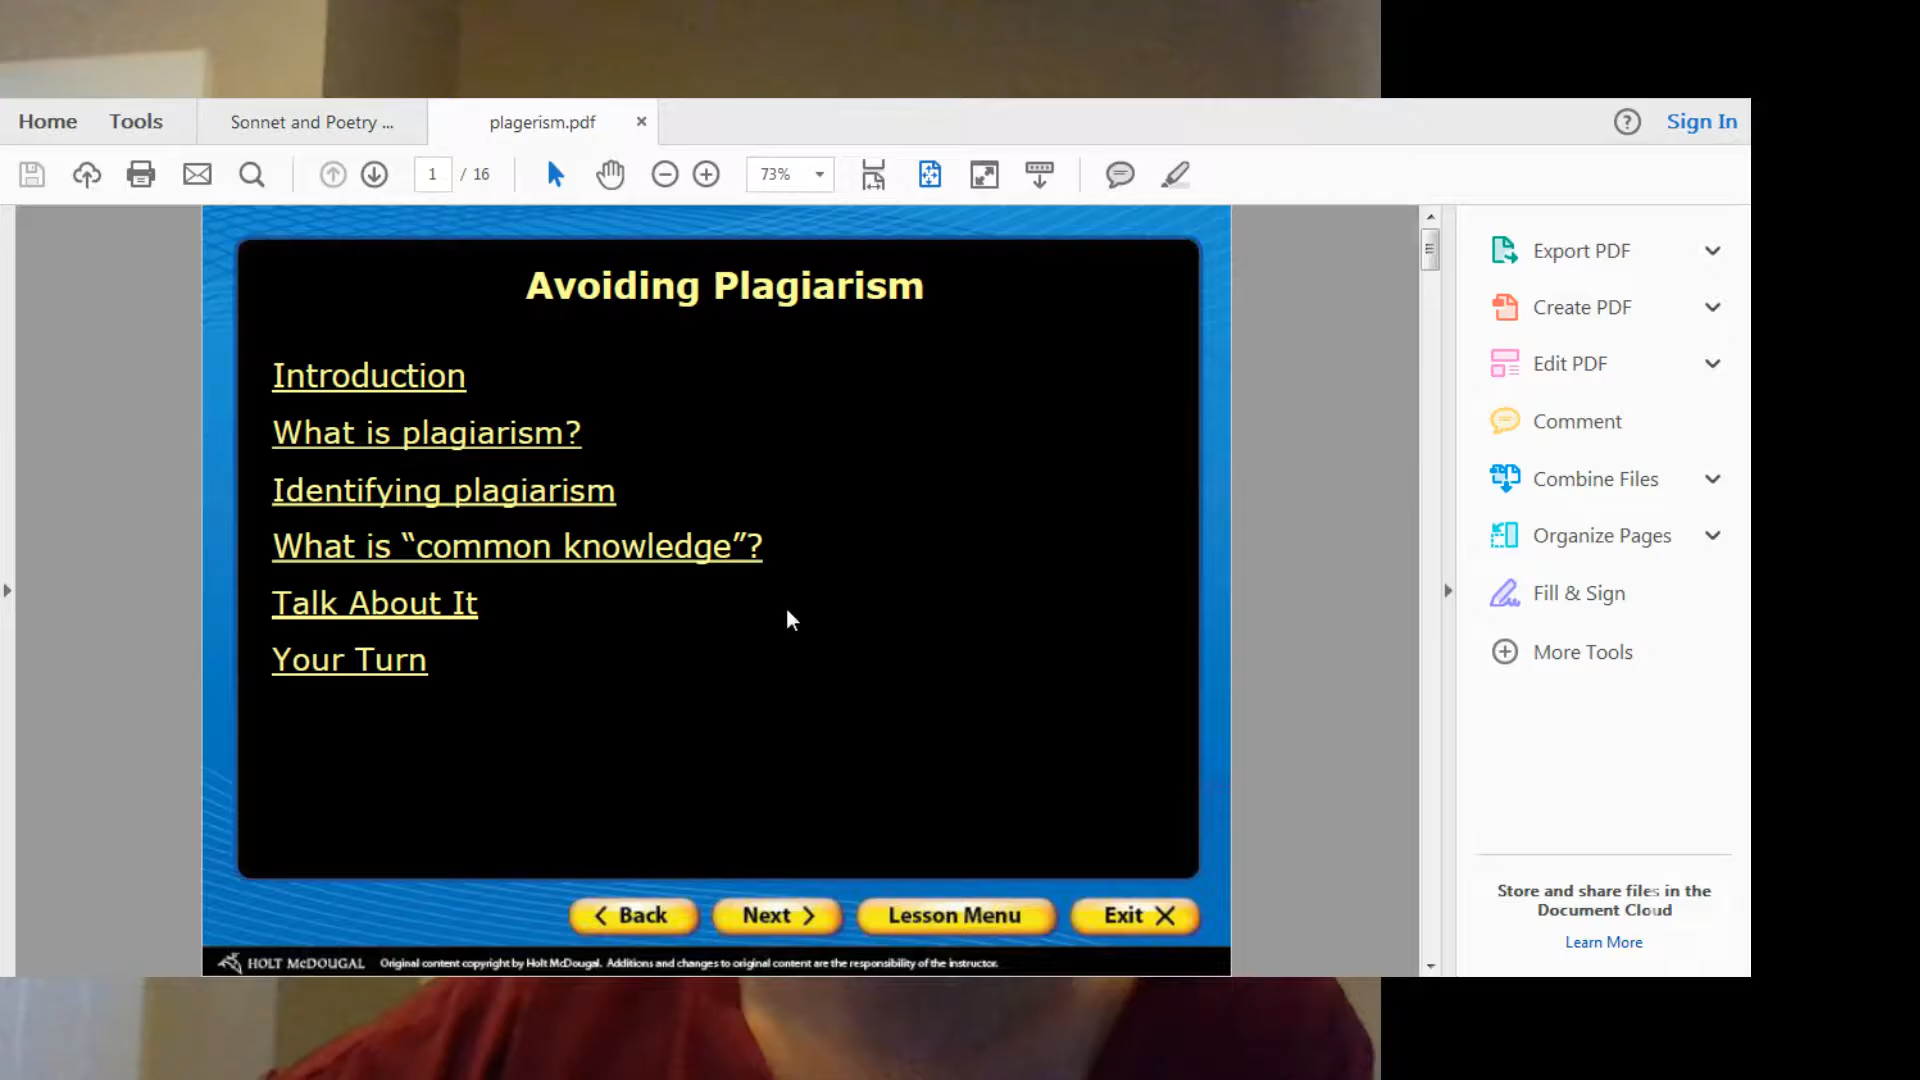 Home Tools Sonnet and Poetry ... plagerism.pdf × ? Sign In
1 / 16 73%
Avoiding Plagiarism
Introduction
What is plagiarism?
Identifying plagiarism
What is “common knowledge”?
Talk About It
Your Turn
Back Next Lesson Menu Exit
HOLT McDOUGAL Original content copyright by Holt McDougal. Additions and changes to original content are the responsibility of the instructor.
Export PDF
Create PDF
Edit PDF
Comment
Combine Files
Organize Pages
Fill & Sign
More Tools
Store and share files in the
Document Cloud
Learn More